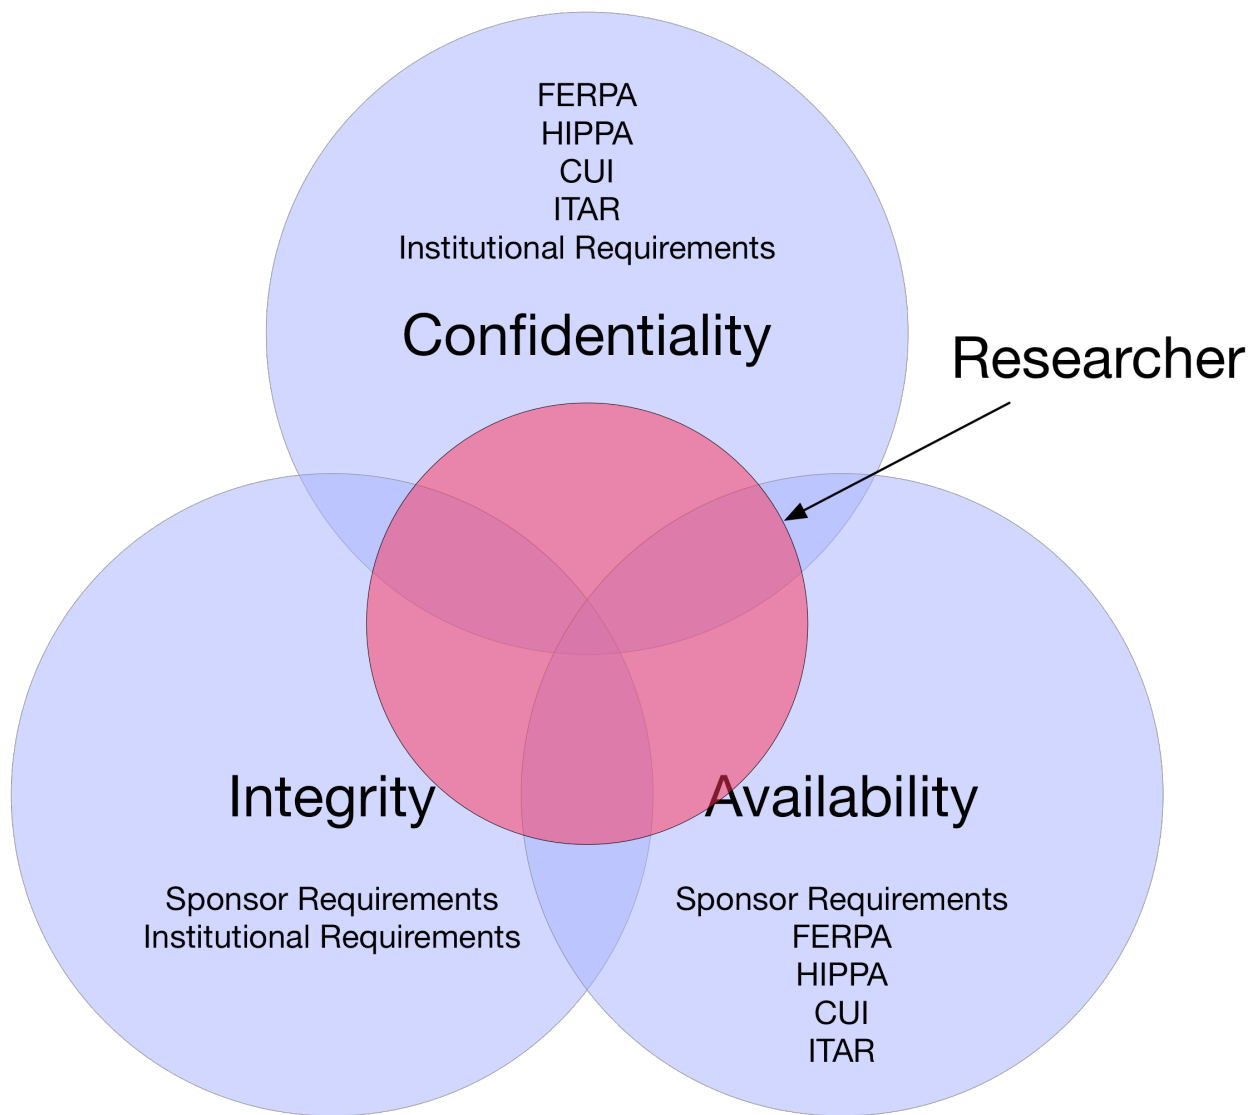 FERPA
HIPPA
CUI
ITAR
Institutional Requirements
Confidentiality
Researcher
Integrity
Sponsor Requirements
Institutional Requirements
Availability
Sponsor Requirements
FERPA
HIPPA
CUI
ITAR